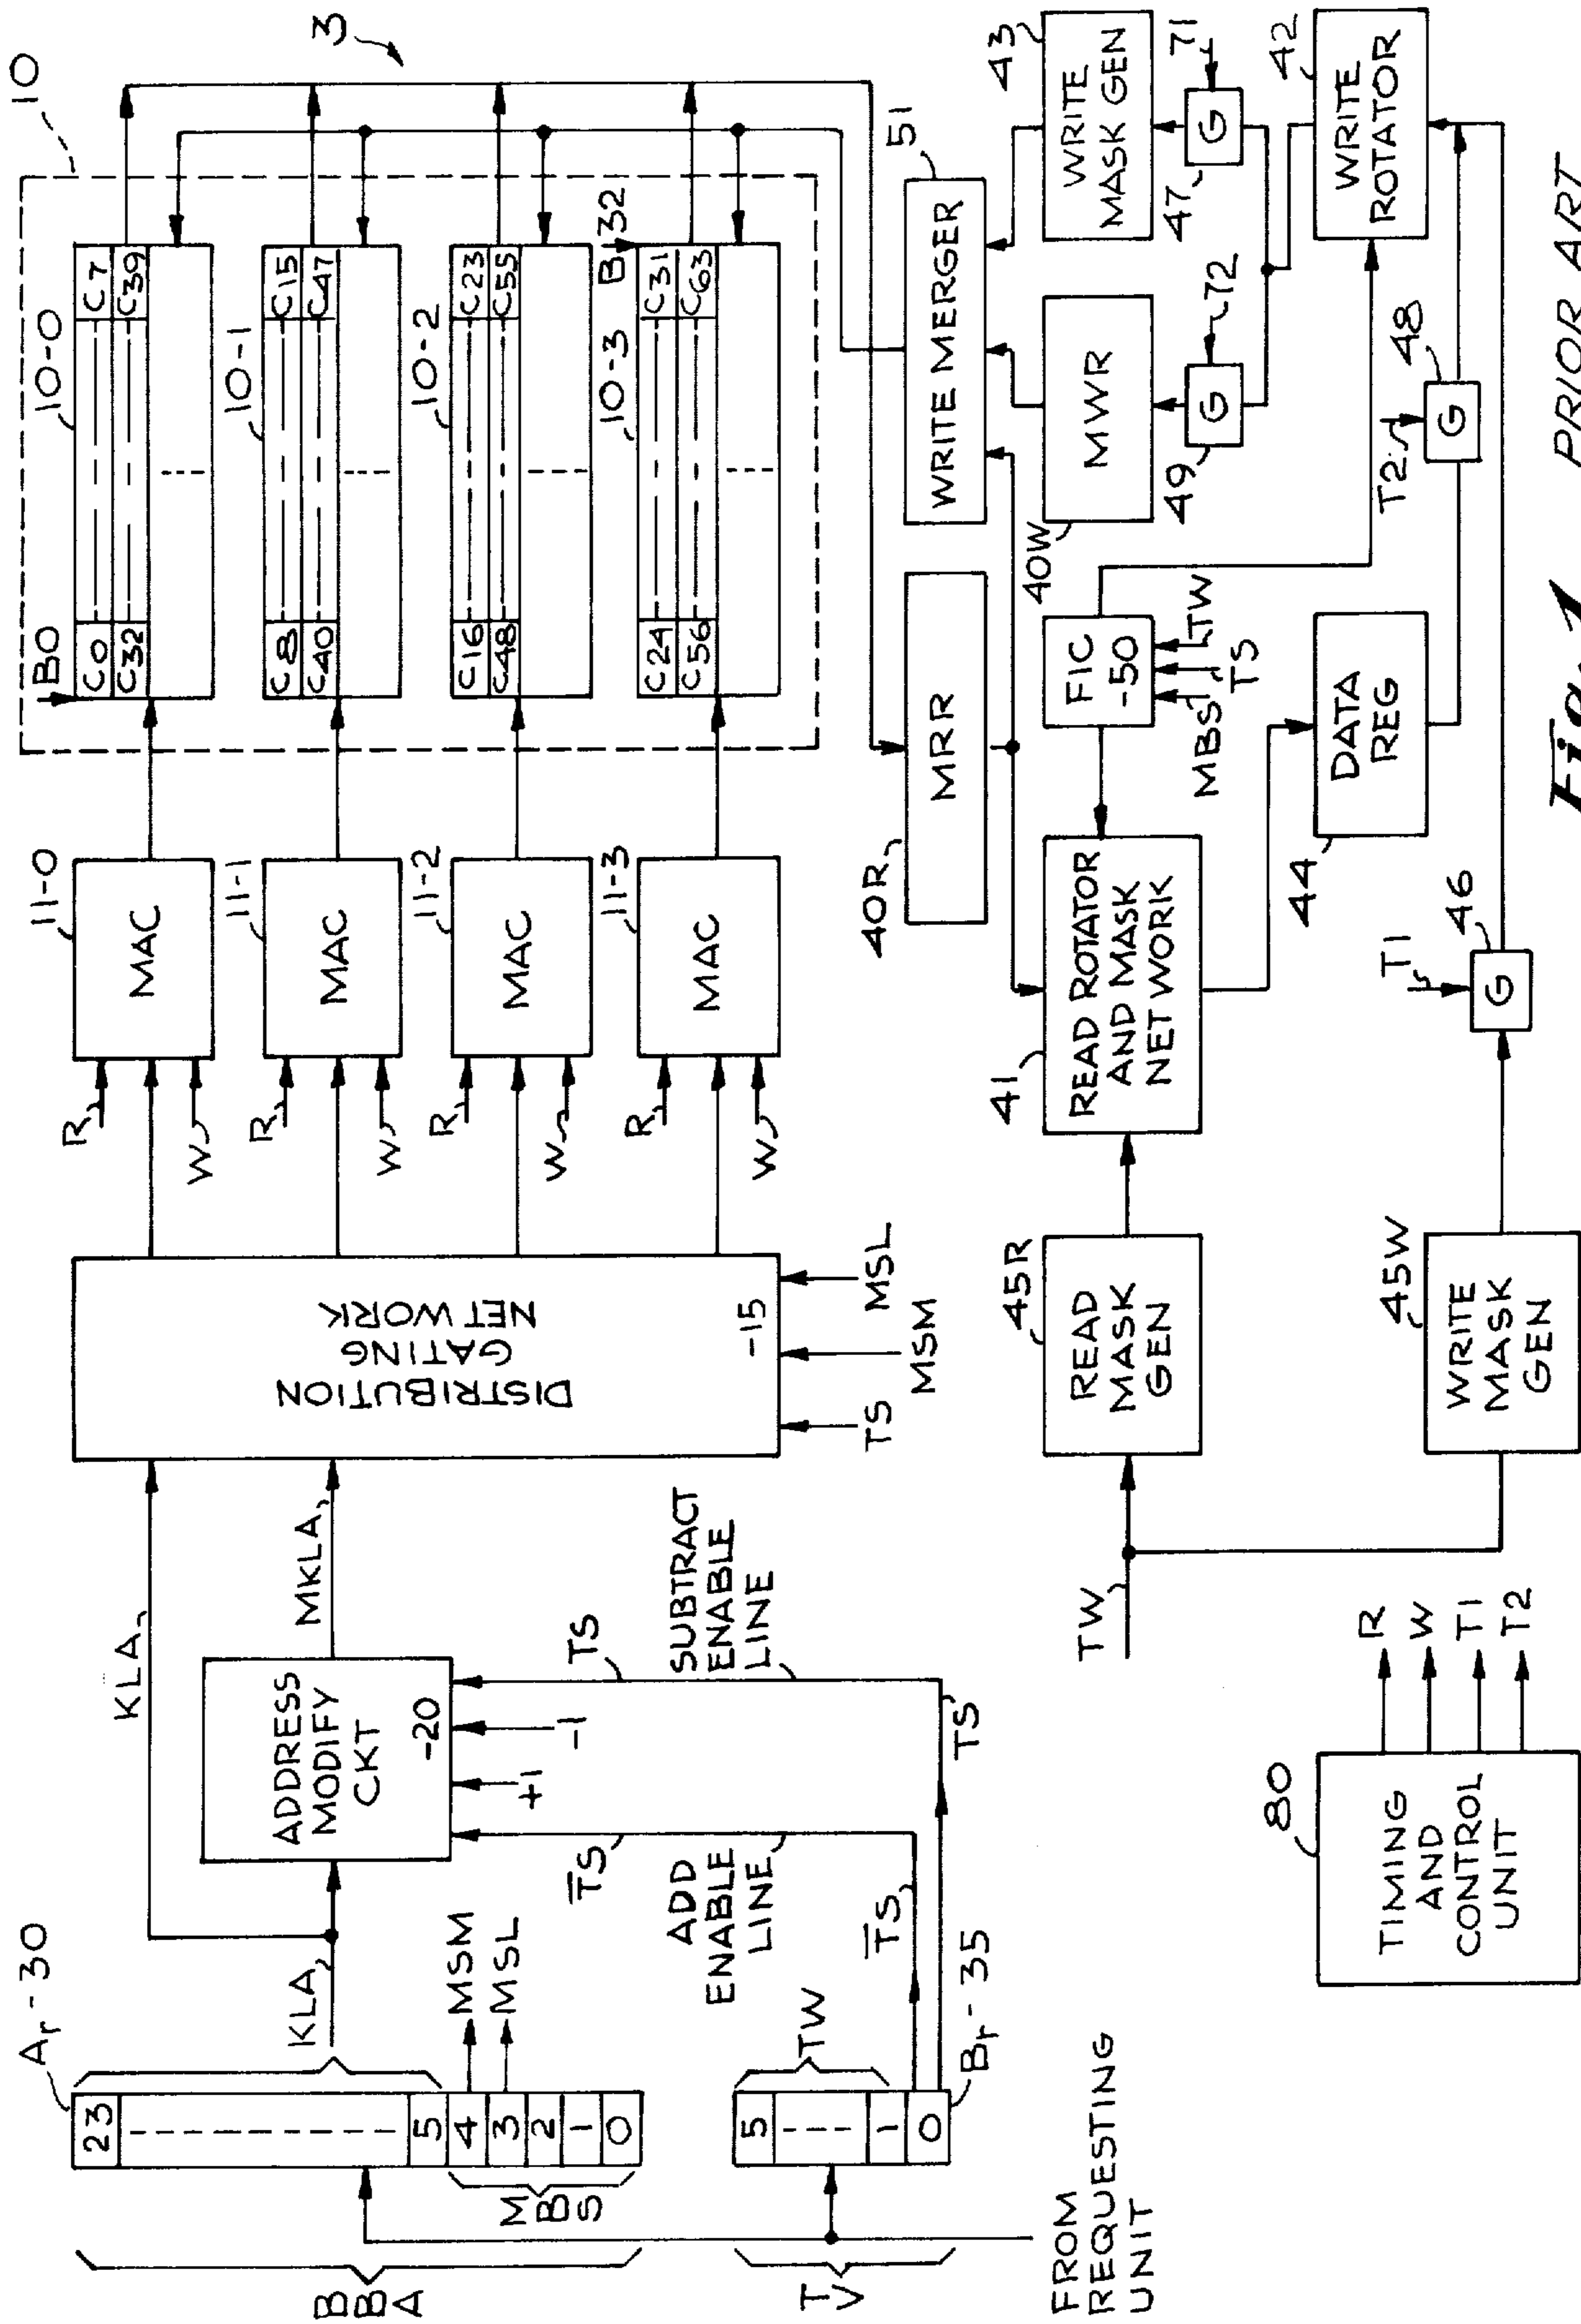 10
3
B0
10-0
C0
C7
C32
C39
10-1
C8
C15
C40
C47
10-2
C16
C23
C48
C55
10-3
B 32
C24
C31
C56
C63
11-0
MAC
R
W
11-1
MAC
R
W
11-2
MAC
R
W
11-3
MAC
R
W
DISTRIBUTION
GATING
NETWORK
-15
TS
MSM
MSL
KLA
MKLA
ADDRESS
MODIFY
CKT
-20
+1
-1
T̅S
TS
ADD
ENABLE
LINE
SUBTRACT
ENABLE
LINE
T̅S
TS
Ar-30
23
5
4
3
2
1
0
KLA
MSM
MSL
MBS
BBA
5
1
0
TW
TV
Br-35
FROM
REQUESTING
UNIT
40R
MRR
WRITE MERGER
51
41
READ ROTATOR
AND MASK
NETWORK
FIC
-50
MBS
TS
TW
40W
MWR
43
WRITE
MASK GEN
G
49
72
G
47
71
42
WRITE
ROTATOR
44
DATA
REG
T2
G
48
T1
G
46
TW
45R
READ
MASK
GEN
45W
WRITE
MASK
GEN
80
TIMING
AND
CONTROL
UNIT
R
W
T1
T2
Fig. 1 PRIOR ART